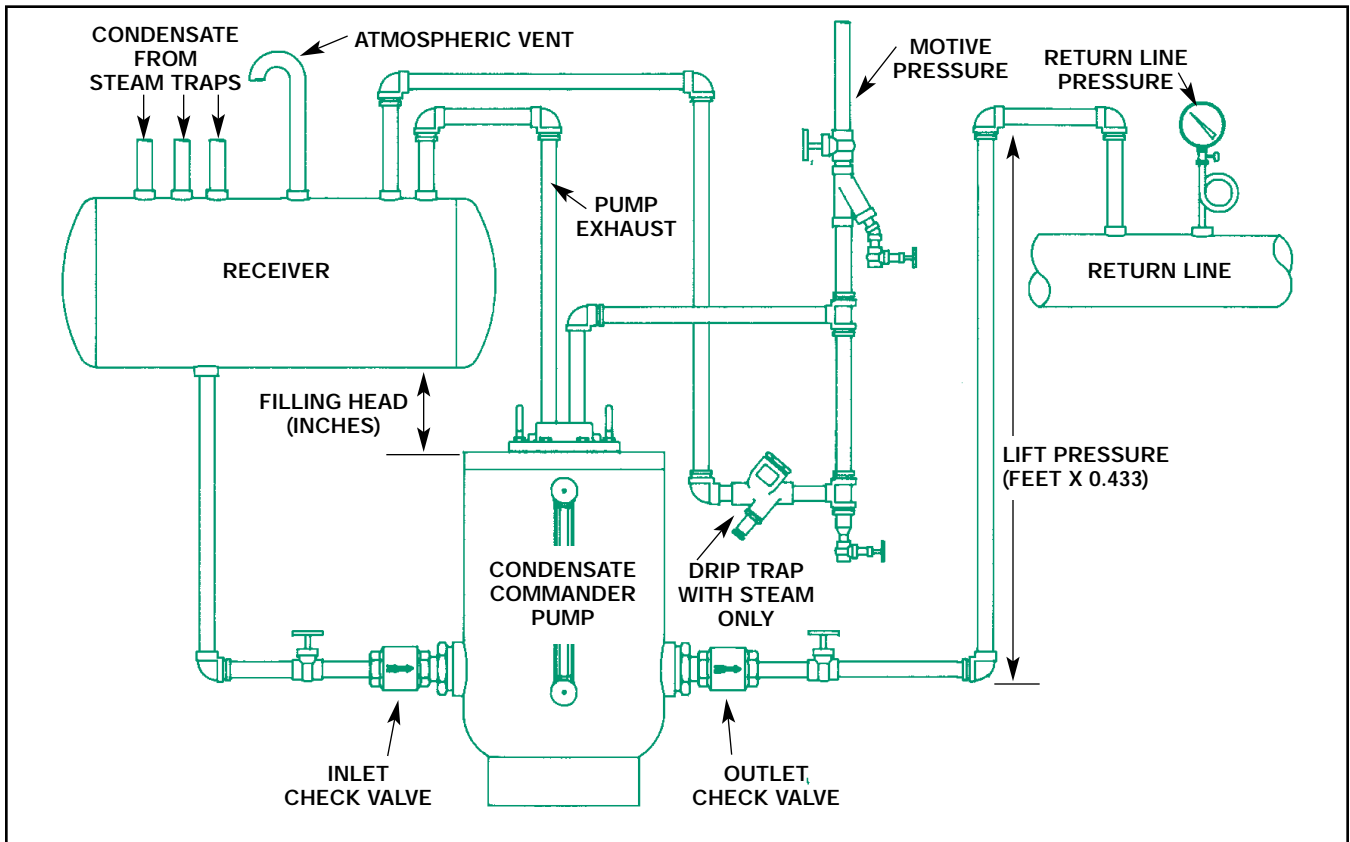 CONDENSATE
FROM
STEAM TRAPS
ATMOSPHERIC VENT
MOTIVE
PRESSURE
RETURN LINE
PRESSURE
PUMP
EXHAUST
RECEIVER
RETURN LINE
FILLING HEAD
(INCHES)
LIFT PRESSURE
(FEET X 0.433)
CONDENSATE
COMMANDER
PUMP
DRIP TRAP
WITH STEAM
ONLY
INLET
CHECK VALVE
OUTLET
CHECK VALVE